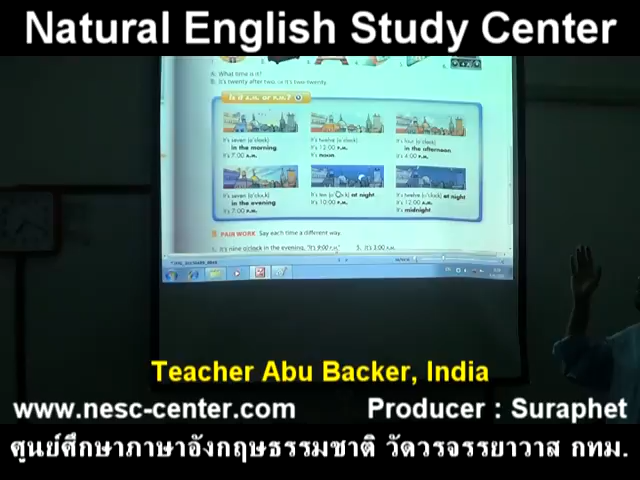 Natural English Study Center
A. What time is it?
B. It's twenty after two.
Is it A.M. or P.M.?
It's seven (o'clock) in the morning.
It's 7:00 A.M.
It's twelve (o'clock).
It's 12:00 P.M.
It's noon.
It's four (o'clock) in the afternoon.
It's 4:00 P.M.
It's seven (o'clock) in the evening.
It's 7:00 P.M.
It's ten (o'clock) at night.
It's 10:00 P.M.
It's twelve (o'clock) at night.
It's 12:00 A.M.
It's midnight.
B. PAIR WORK Say each time a different way.
1. It's nine o'clock in the evening. "It's 9:00 P.M."
5. It's 3:00 A.M.
Teacher Abu Backer, India
www.nesc-center.com
Producer : Suraphet
ศูนย์ศึกษาภาษาอังกฤษธรรมชาติ วัดวรจรรยาวาส กทม.